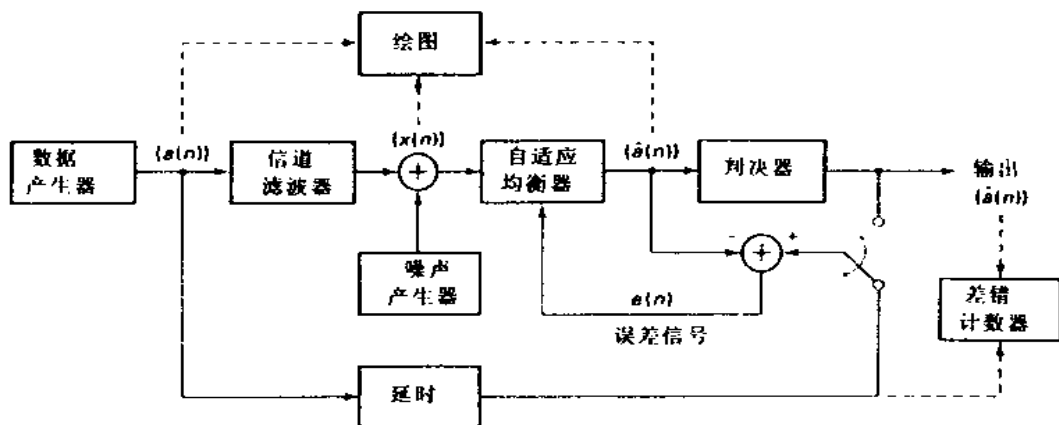 绘图
{a(n)}
{x(n)}
{â(n)}
数据
产生器
信道
滤波器
+
自适应
均衡器
判决器
输出
{â(n)}
噪声
产生器
-
+
+
e(n)
误差信号
差错
计数器
延时